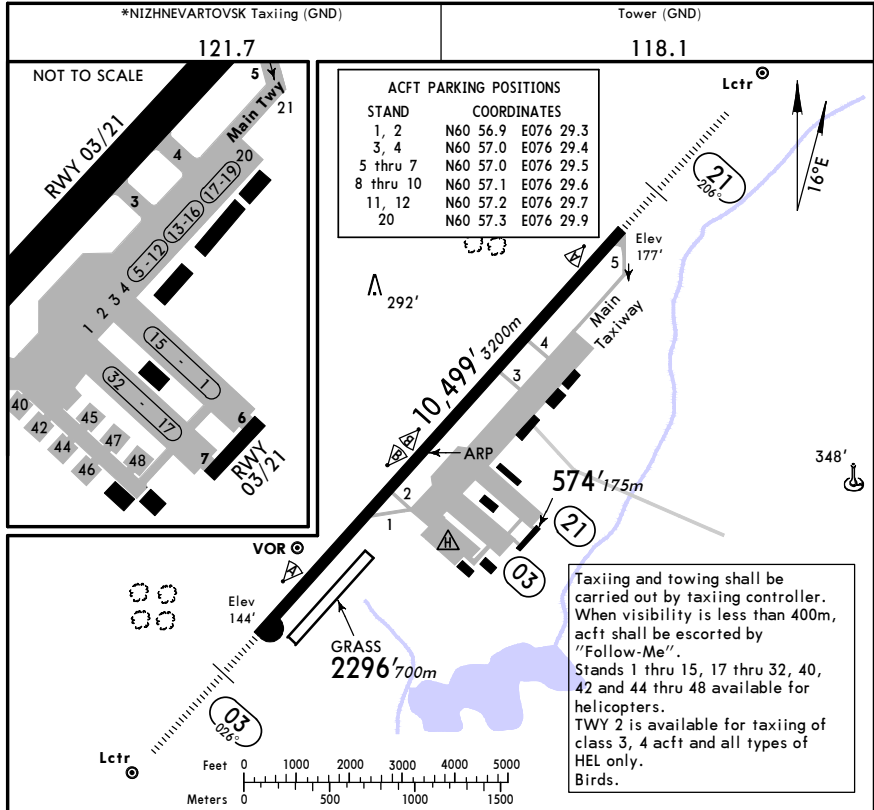 *NIZHNEVARTOVSK Taxiing (GND)
121.7
Tower (GND)
118.1
NOT TO SCALE
5
21
Main Twy
RWY 03/21
4
20
17-19
3
13-16
5-12
1 2 3 4
15 - 1
32 - 17
40
42
44
45
46
47
48
6
7
RWY
03/21
ACFT PARKING POSITIONS
STAND COORDINATES
1, 2 N60 56.9 E076 29.3
3, 4 N60 57.0 E076 29.4
5 thru 7 N60 57.0 E076 29.5
8 thru 10 N60 57.1 E076 29.6
11, 12 N60 57.2 E076 29.7
20 N60 57.3 E076 29.9
Lctr
21
206°
16°E
Elev
177'
A
5
292'
Main
Taxiway
4
3
10,499' 3200m
B
B
ARP
348'
574' 175m
2
1
H
21
03
VOR
A
Elev
144'
GRASS
2296' 700m
03
026°
Lctr
Taxiing and towing shall be
carried out by taxiing controller.
When visibility is less than 400m,
acft shall be escorted by
"Follow-Me".
Stands 1 thru 15, 17 thru 32, 40,
42 and 44 thru 48 available for
helicopters.
TWY 2 is available for taxiing of
class 3, 4 acft and all types of
HEL only.
Birds.
Feet 0 1000 2000 3000 4000 5000
Meters 0 500 1000 1500